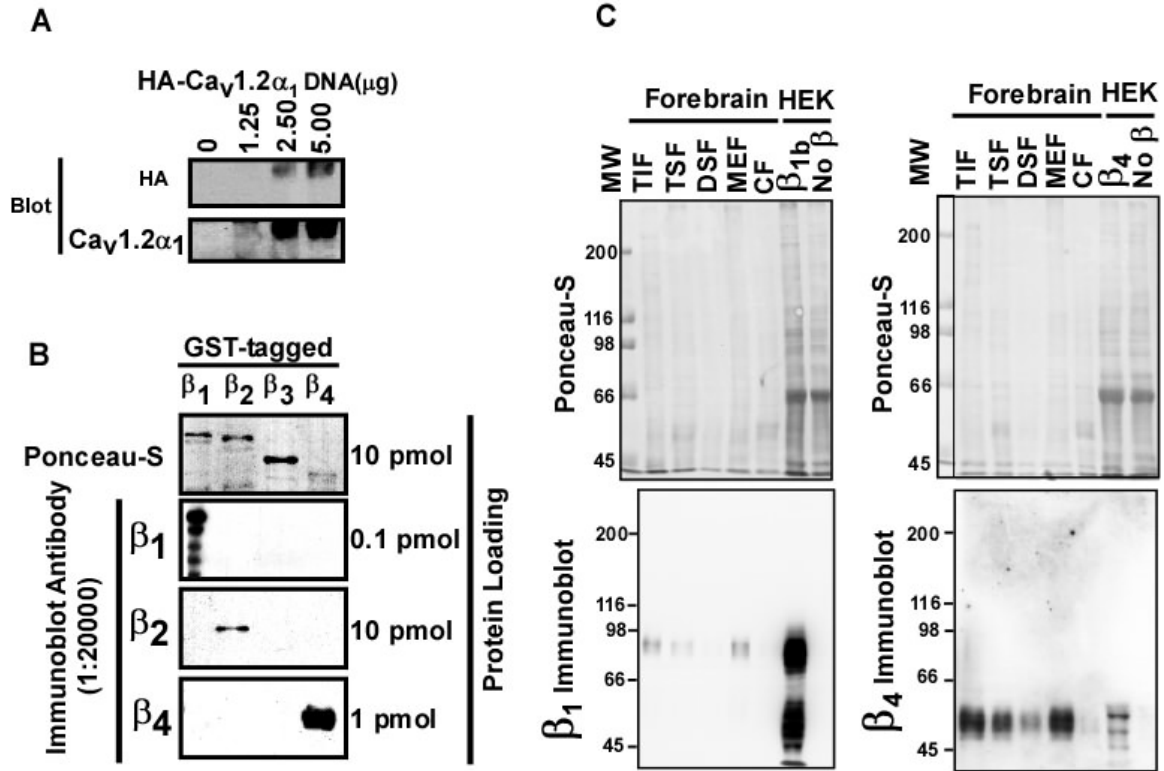 A
HA-CaV1.2α1 DNA(μg)
0 1.25 2.50 5.00
Blot
HA
CaV1.2α1
B
GST-tagged
β1 β2 β3 β4
Ponceau-S
10 pmol
Immunoblot Antibody
(1:20000)
β1
0.1 pmol
β2
10 pmol
β4
1 pmol
Protein Loading
C
Forebrain HEK
MW TIF TSF DSF MEF CF β1b No β
Ponceau-S
200
116
98
66
45
β1 Immunoblot
200
116
98
66
45
Forebrain HEK
MW TIF TSF DSF MEF CF β4 No β
Ponceau-S
200
116
98
66
45
β4 Immunoblot
200
116
98
66
45